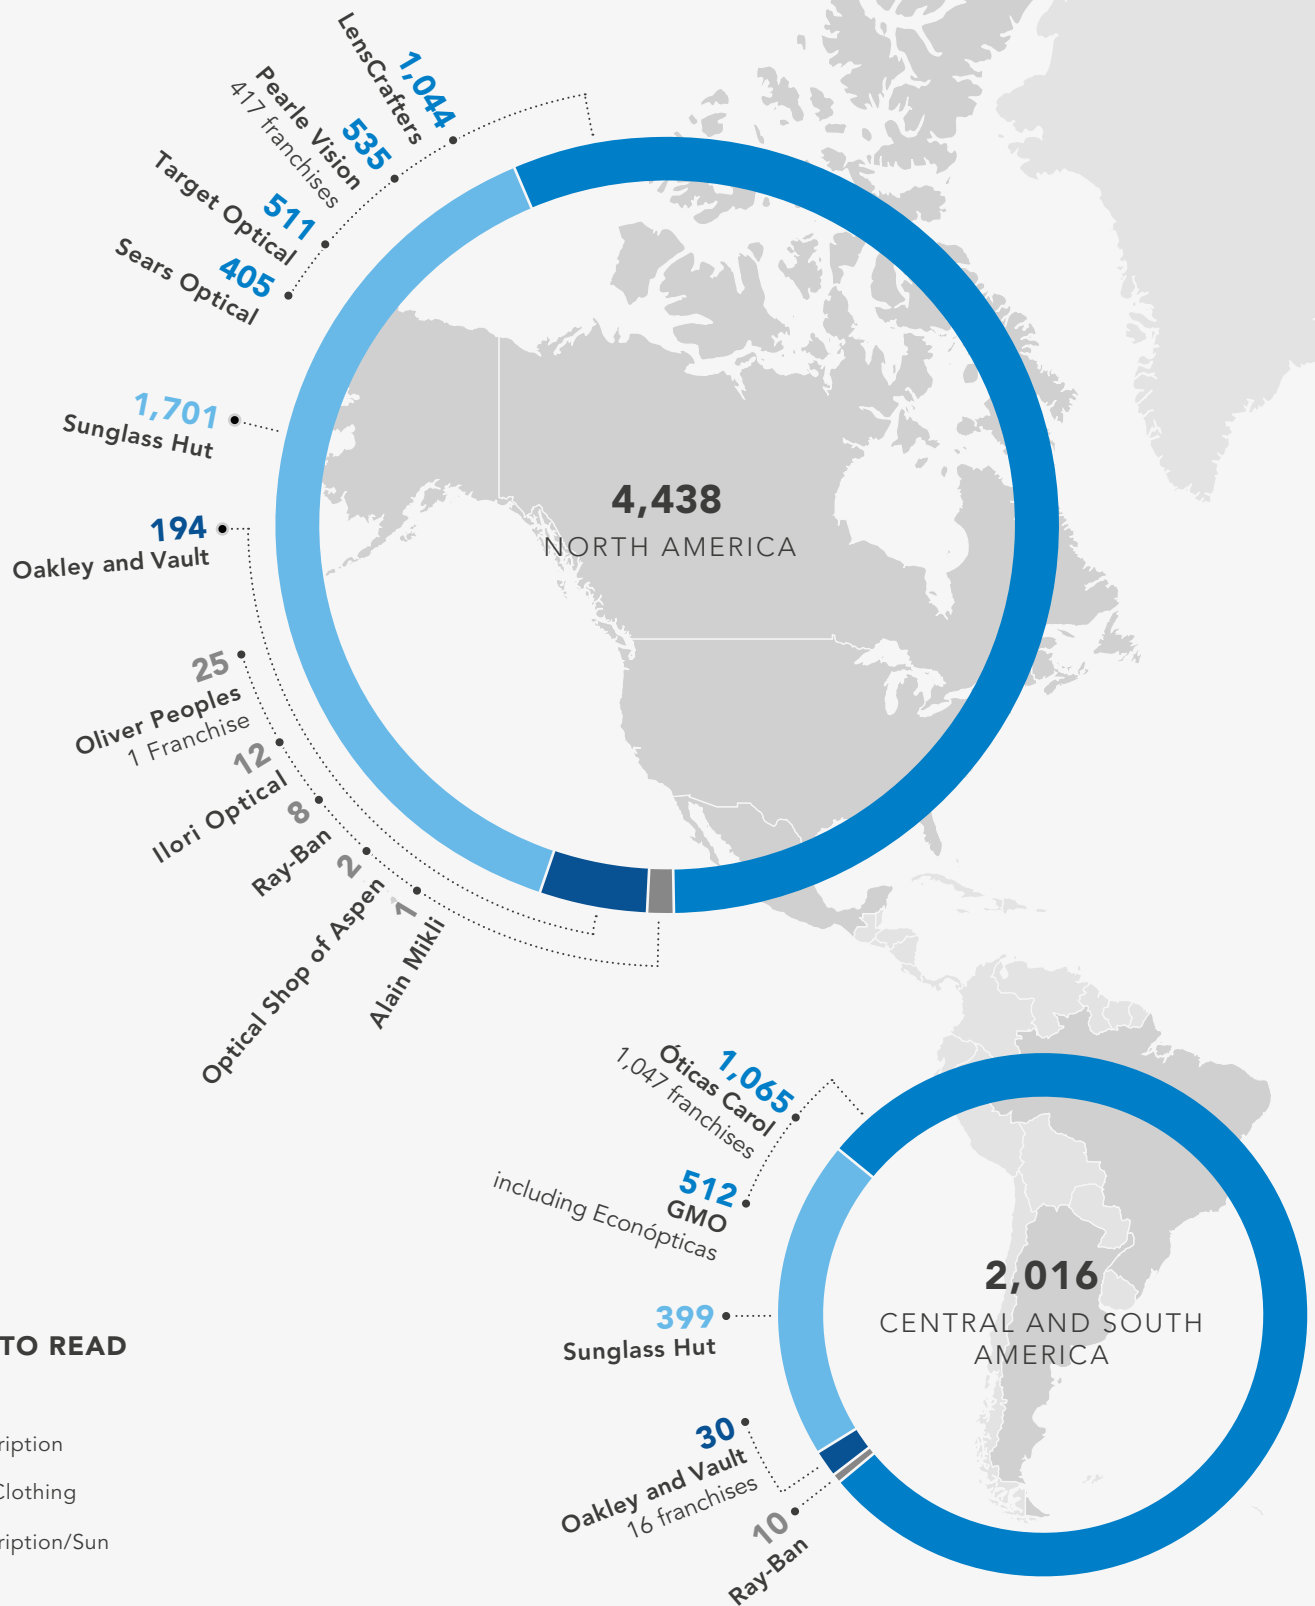 1,044
LensCrafters
535
Pearle Vision
417 franchises
511
Target Optical
405
Sears Optical
1,701
Sunglass Hut
194
Oakley and Vault
4,438
NORTH AMERICA
25
Oliver Peoples
1 Franchise
12
Ilori Optical
8
Ray-Ban
2
Optical Shop of Aspen
1
Alain Mikli
1,065
Óticas Carol
1,047 franchises
512
GMO
including Econópticas
399
Sunglass Hut
2,016
CENTRAL AND SOUTH
AMERICA
30
Oakley and Vault
16 franchises
10
Ray-Ban
TO READ
ription
Clothing
ription/Sun